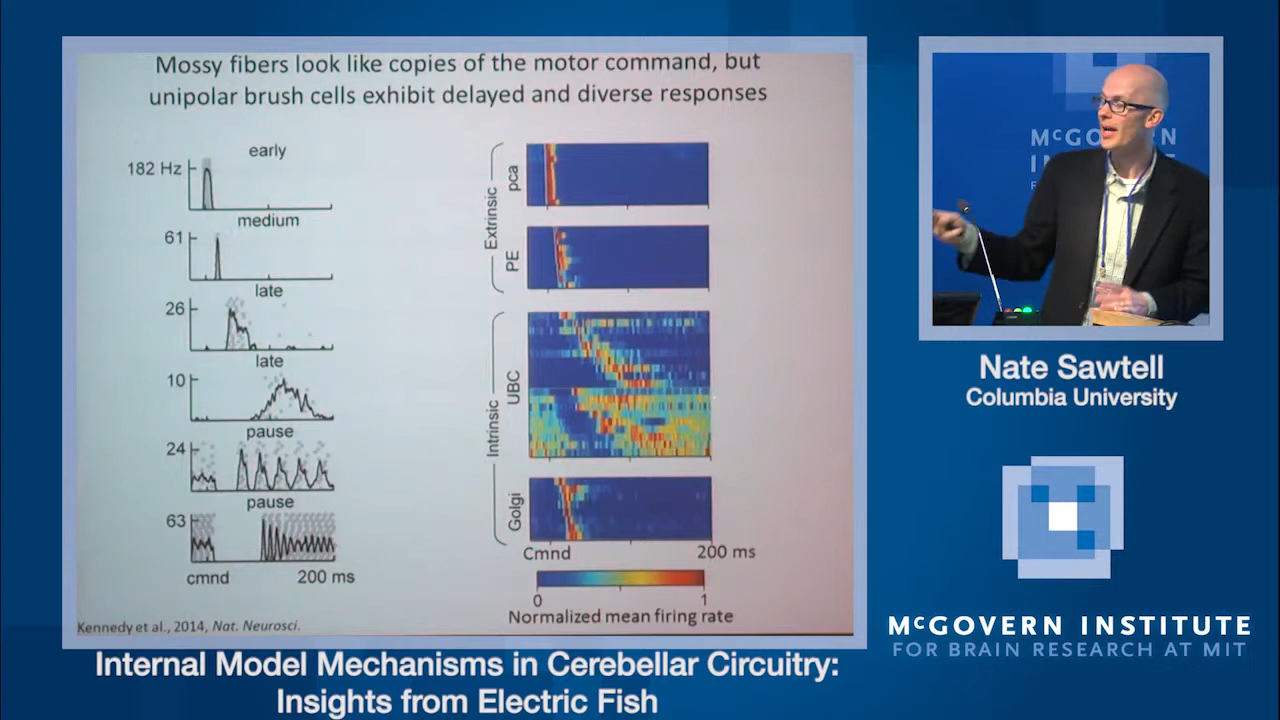 Mossy fibers look like copies of the motor command, but
unipolar brush cells exhibit delayed and diverse responses
early
182 Hz
medium
61
late
26
late
10
pause
24
pause
63
cmnd
200 ms
Extrinsic
pca
PE
Intrinsic
UBC
Golgi
Cmnd
200 ms
0
1
Normalized mean firing rate
Kennedy et al., 2014, Nat. Neurosci.
McGO
ERN
IN
Nate Sawtell
Columbia University
McGOVERN INSTITUTE
FOR BRAIN RESEARCH AT MIT
Internal Model Mechanisms in Cerebellar Circuitry:
Insights from Electric Fish